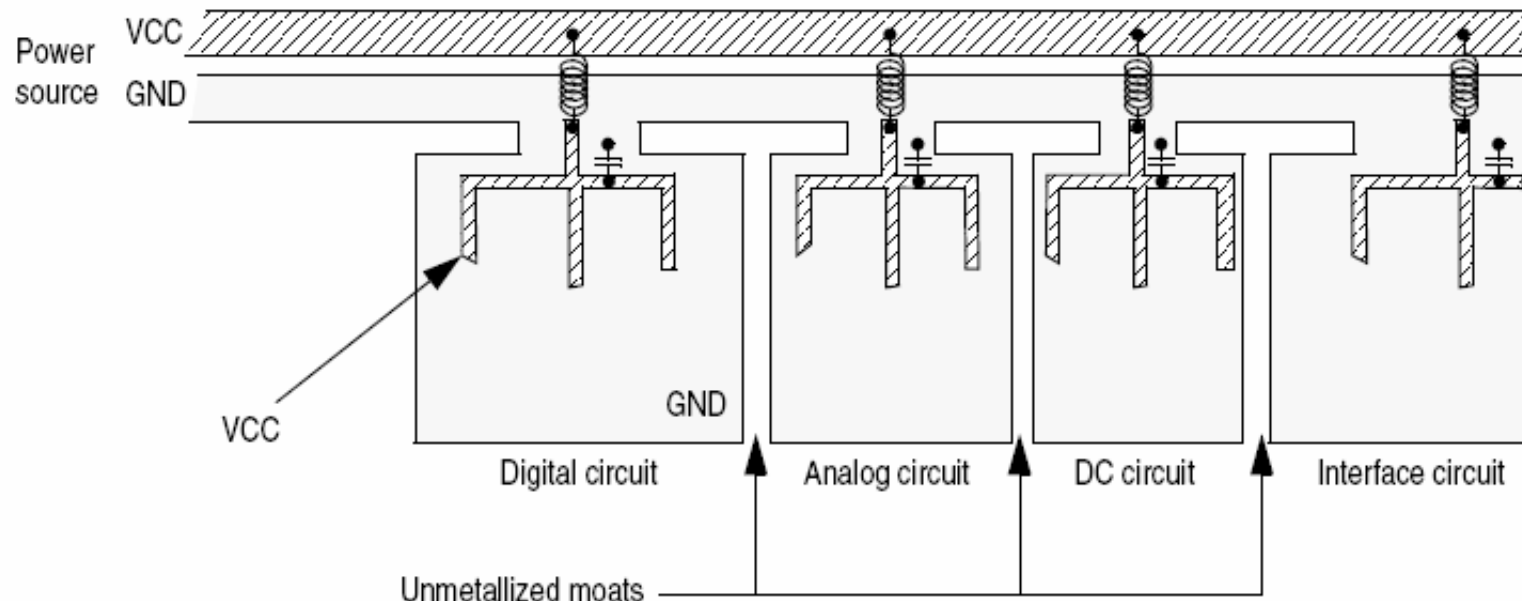 VCC
Power
source
GND
GND
VCC
Digital circuit
Analog circuit
DC circuit
Interface circuit
Unmetallized moats